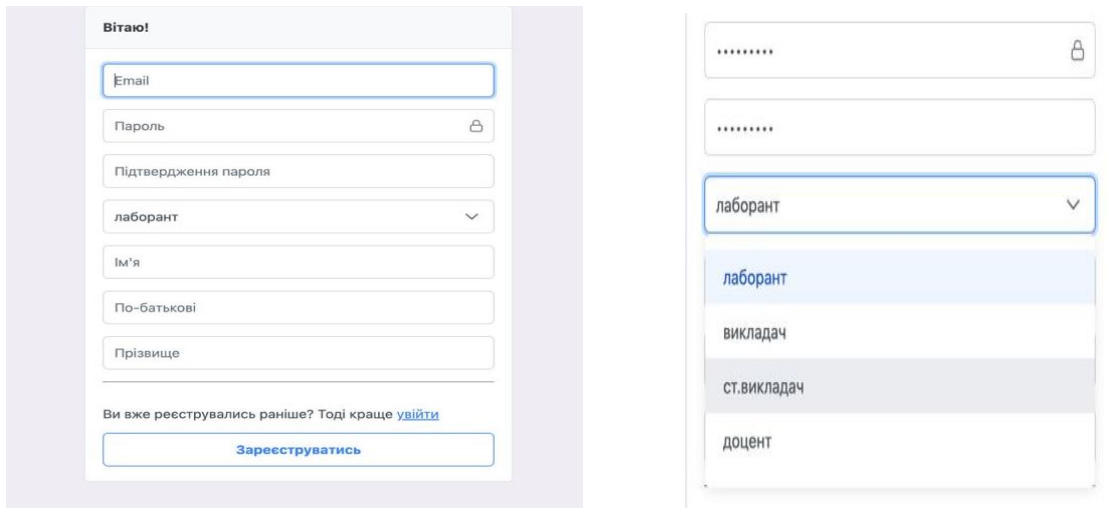 Вітаю!
Email
Пароль
Підтвердження пароля
лаборант
Ім'я
По-батькові
Прізвище
Ви вже реєструвались раніше? Тоді краще увійти
Зареєструватись
•••••••••
•••••••••
лаборант
лаборант
викладач
ст.викладач
доцент